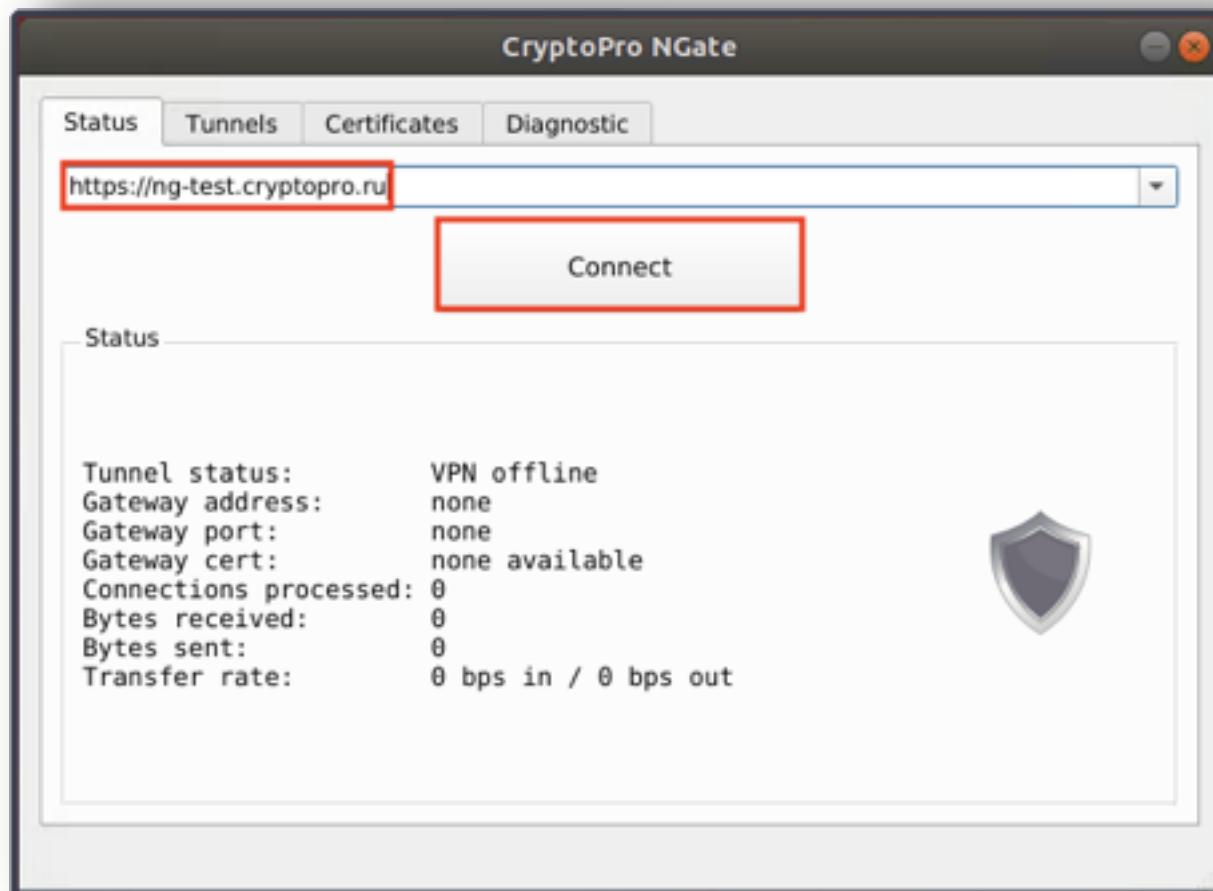 CryptoPro NGate
Status Tunnels Certificates Diagnostic
https://ng-test.cryptopro.ru
Connect
Status
Tunnel status: VPN offline
Gateway address: none
Gateway port: none
Gateway cert: none available
Connections processed: 0
Bytes received: 0
Bytes sent: 0
Transfer rate: 0 bps in / 0 bps out